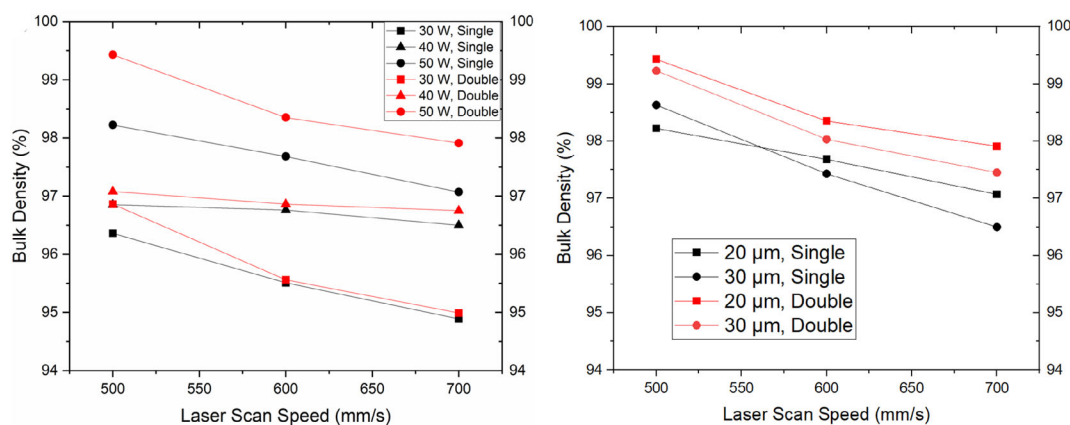 100
99
98
97
96
95
94
Bulk Density (%)
500
550
600
650
700
Laser Scan Speed (mm/s)
100
99
98
97
96
95
94
30 W, Single
40 W, Single
50 W, Single
30 W, Double
40 W, Double
50 W, Double
100
99
98
97
96
95
94
Bulk Density (%)
500
550
600
650
700
Laser Scan Speed (mm/s)
100
99
98
97
96
95
94
20 µm, Single
30 µm, Single
20 µm, Double
30 µm, Double